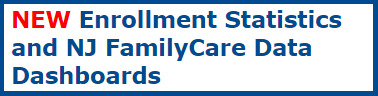 NEW Enrollment Statistics
and NJ FamilyCare Data
Dashboards